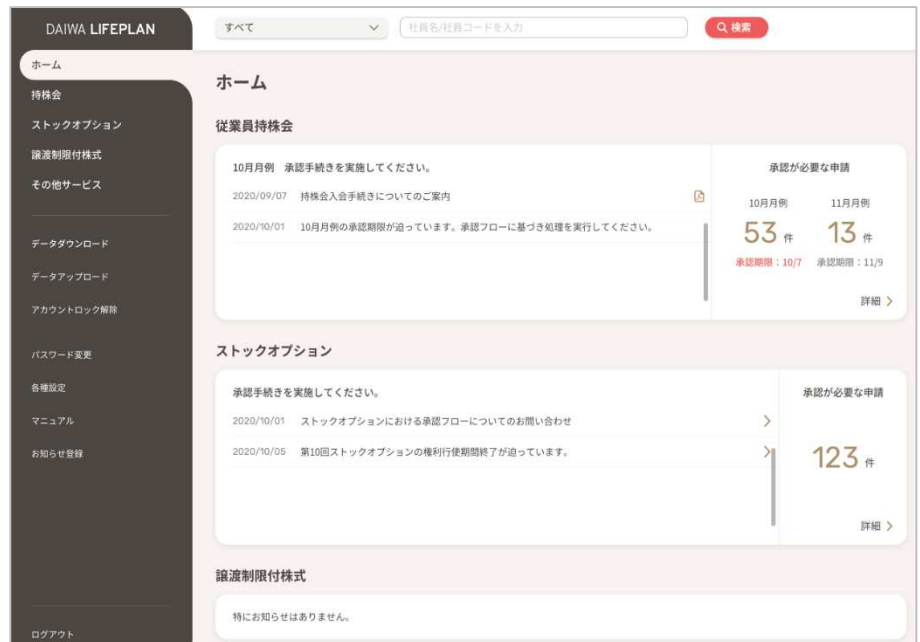 DAIWA LIFEPLAN
すべて
社員名/社員コードを入力
検索
ホーム
持株会
ストックオプション
譲渡制限付株式
その他サービス
データダウンロード
データアップロード
アカウントロック解除
パスワード変更
各種設定
マニュアル
お知らせ登録
ログアウト
ホーム
従業員持株会
10月月例 承認手続きを実施してください。
2020/09/07 持株会入会手続きについてのご案内
2020/10/01 10月月例の承認期限が迫っています。承認フローに基づき処理を実行してください。
承認が必要な申請
10月月例 11月月例
53 件 13 件
承認期限:10/7 承認期限:11/9
詳細
ストックオプション
承認手続きを実施してください。
2020/10/01 ストックオプションにおける承認フローについてのお問い合わせ
2020/10/05 第10回ストックオプションの権利行使期間終了が迫っています。
承認が必要な申請
123 件
詳細
譲渡制限付株式
特にお知らせはありません。